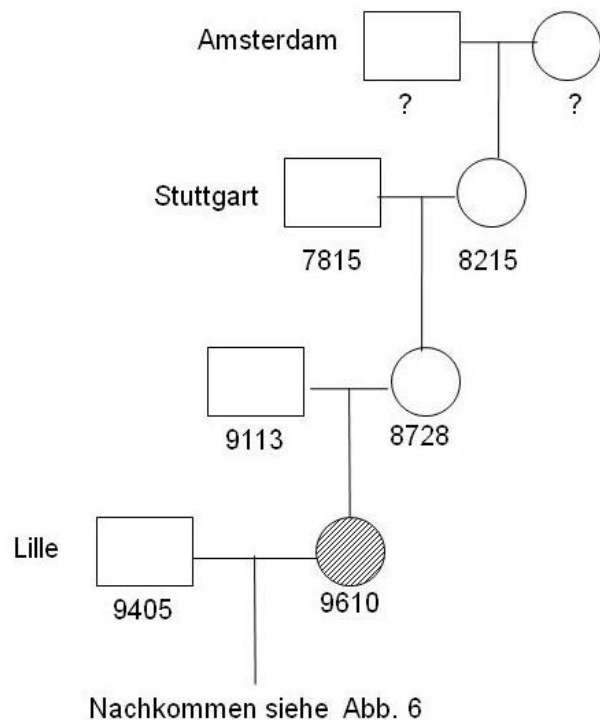 Amsterdam
? ?
Stuttgart
7815 8215
9113 8728
Lille
9405 9610
Nachkommen siehe Abb. 6